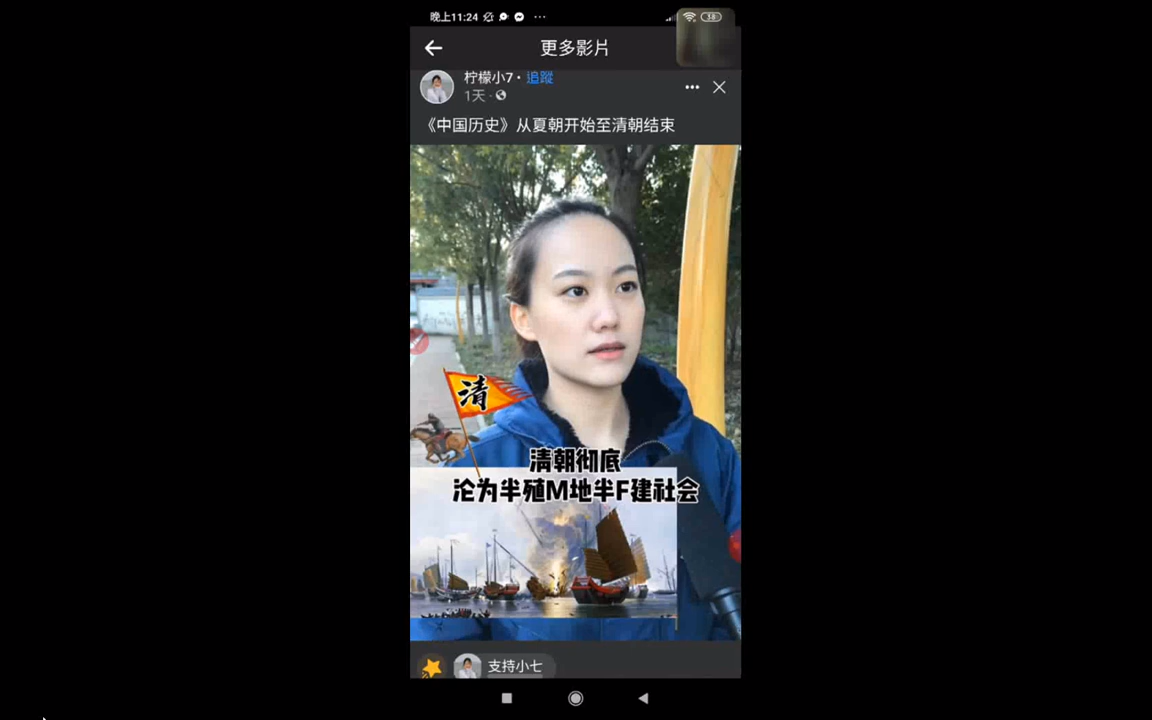 晚上11:24
38
更多影片
柠檬小7 · 追蹤
1天 ·
《中国历史》从夏朝开始至清朝结束
清
清朝彻底
沦为半殖M地半F建社会
支持小七